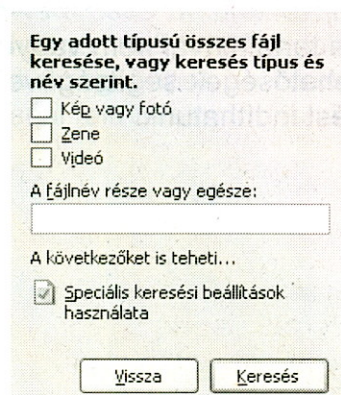 Egy adott típusú összes fájl
keresése, vagy keresés típus és
név szerint.
Kép vagy fotó
Zene
Videó
A fájlnév része vagy egésze:
A következőket is teheti...
Speciális keresési beállítások
használata
Vissza
Keresés